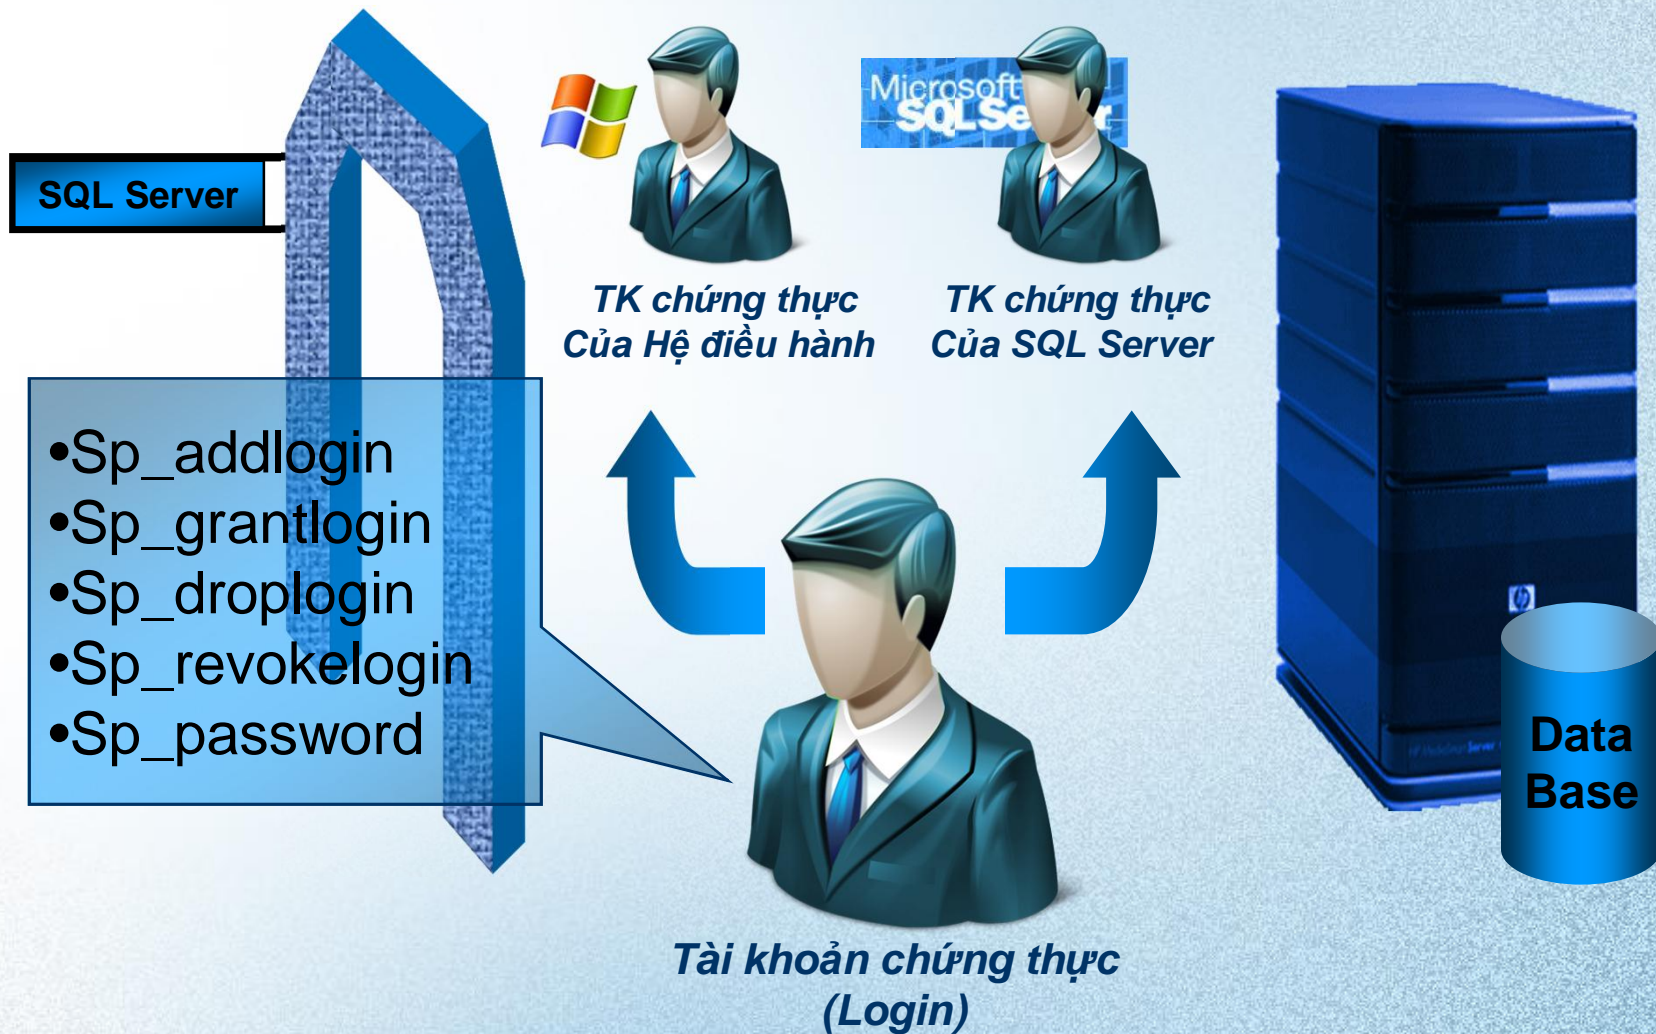 SQL Server
Microsoft
TK chứng thực
Của Hệ điều hành
TK chứng thực
Của SQL Server
•Sp_addlogin
•Sp_grantlogin
•Sp_droplogin
•Sp_revokelogin
•Sp_password
hp
Data
Base
Tài khoản chứng thực
(Login)